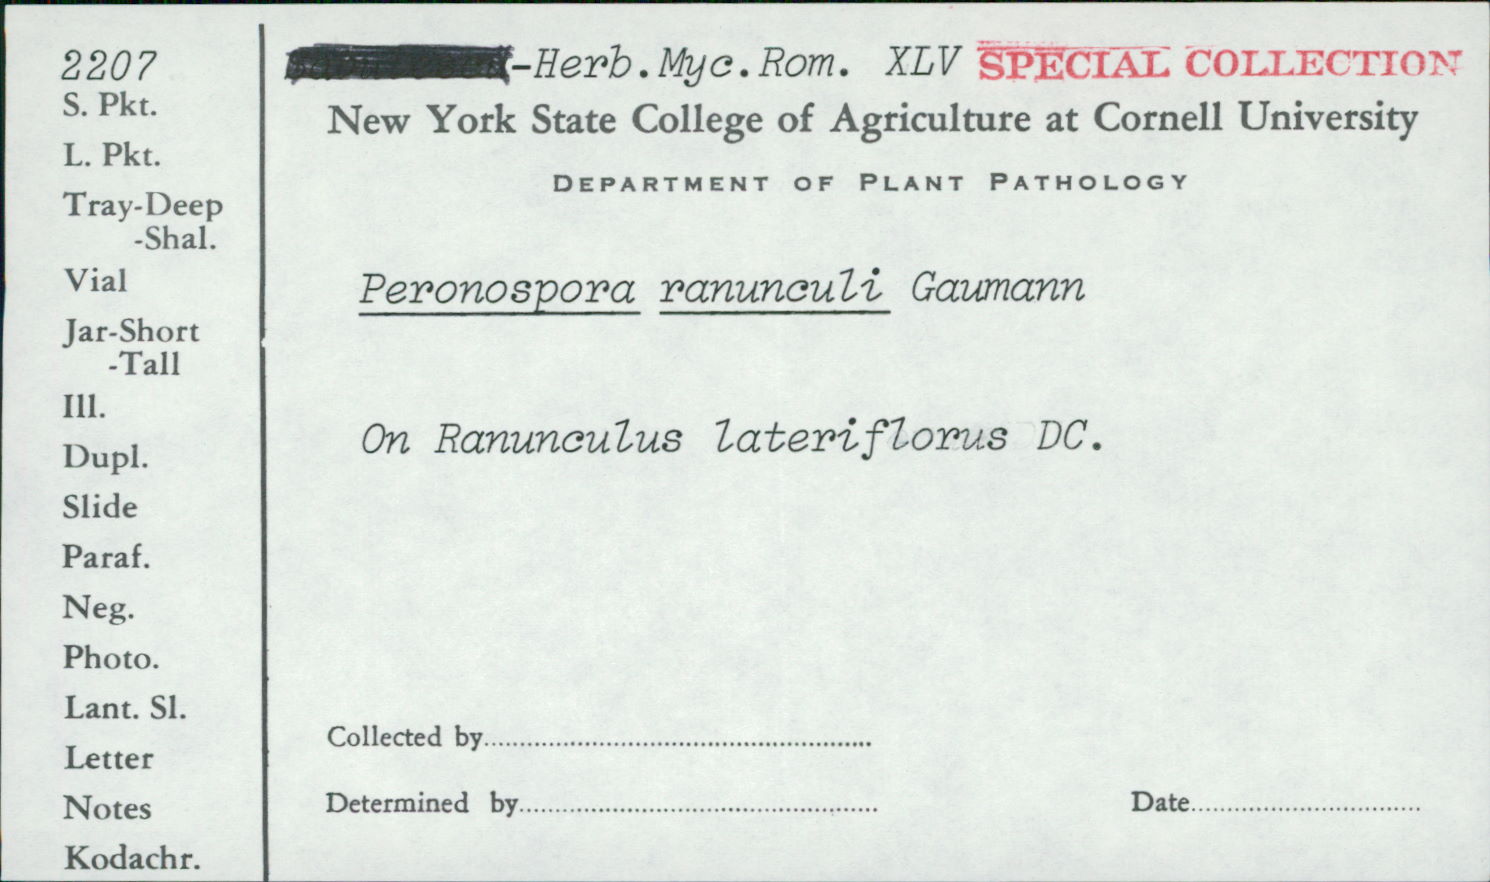 2207
S. Pkt.
L. Pkt.
Tray-Deep
-Shal.
Vial
Jar-Short
-Tall
Ill.
Dupl.
Slide
Paraf.
Neg.
Photo.
Lant. Sl.
Letter
Notes
Kodachr.
-Herb.Myc.Rom. XLV SPECIAL COLLECTION
New York State College of Agriculture at Cornell University
DEPARTMENT OF PLANT PATHOLOGY
Peronospora ranunculi Gaumann
On Ranunculus lateriflorus DC.
Collected by
Determined by
Date